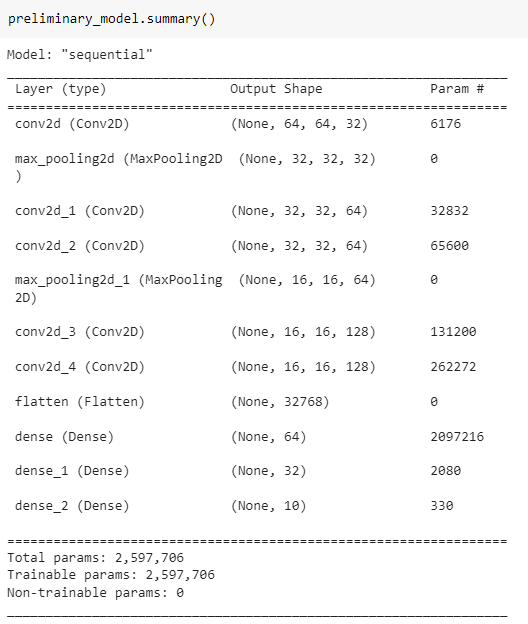 preliminary_model.summary()
Model: "sequential"
_________________________________________________________________
Layer (type) Output Shape Param #
=================================================================
conv2d (Conv2D) (None, 64, 64, 32) 6176
max_pooling2d (MaxPooling2D (None, 32, 32, 32) 0
)
conv2d_1 (Conv2D) (None, 32, 32, 64) 32832
conv2d_2 (Conv2D) (None, 32, 32, 64) 65600
max_pooling2d_1 (MaxPooling (None, 16, 16, 64) 0
2D)
conv2d_3 (Conv2D) (None, 16, 16, 128) 131200
conv2d_4 (Conv2D) (None, 16, 16, 128) 262272
flatten (Flatten) (None, 32768) 0
dense (Dense) (None, 64) 2097216
dense_1 (Dense) (None, 32) 2080
dense_2 (Dense) (None, 10) 330
=================================================================
Total params: 2,597,706
Trainable params: 2,597,706
Non-trainable params: 0
_________________________________________________________________